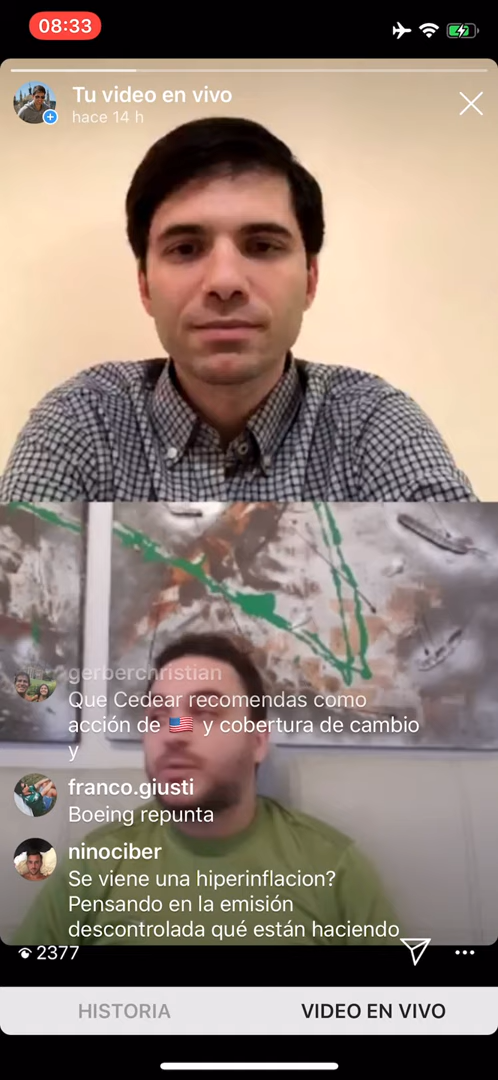 08:33
Tu video en vivo
hace 14 h
gerberchristian
Que Cedear recomendas como
acción de 🇺🇸 y cobertura de cambio
y
franco.giusti
Boeing repunta
ninociber
Se viene una hiperinflacion?
Pensando en la emisión
descontrolada qué están haciendo
2377
HISTORIA
VIDEO EN VIVO